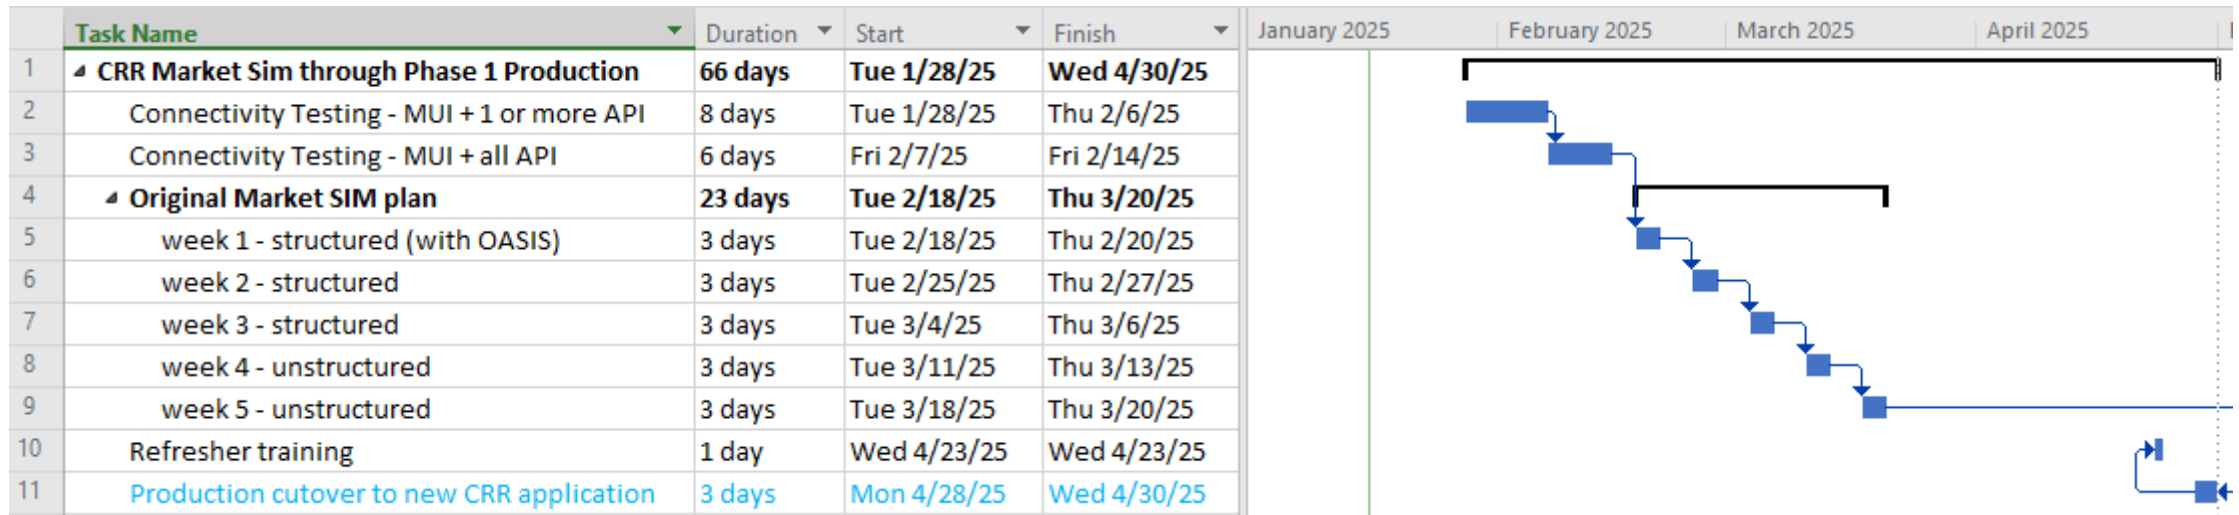 Task Name Duration Start Finish January 2025 February 2025 March 2025 April 2025
1 CRR Market Sim through Phase 1 Production 66 days Tue 1/28/25 Wed 4/30/25
2 Connectivity Testing - MUI + 1 or more API 8 days Tue 1/28/25 Thu 2/6/25
3 Connectivity Testing - MUI + all API 6 days Fri 2/7/25 Fri 2/14/25
4 Original Market SIM plan 23 days Tue 2/18/25 Thu 3/20/25
5 week 1 - structured (with OASIS) 3 days Tue 2/18/25 Thu 2/20/25
6 week 2 - structured 3 days Tue 2/25/25 Thu 2/27/25
7 week 3 - structured 3 days Tue 3/4/25 Thu 3/6/25
8 week 4 - unstructured 3 days Tue 3/11/25 Thu 3/13/25
9 week 5 - unstructured 3 days Tue 3/18/25 Thu 3/20/25
10 Refresher training 1 day Wed 4/23/25 Wed 4/23/25
11 Production cutover to new CRR application 3 days Mon 4/28/25 Wed 4/30/25